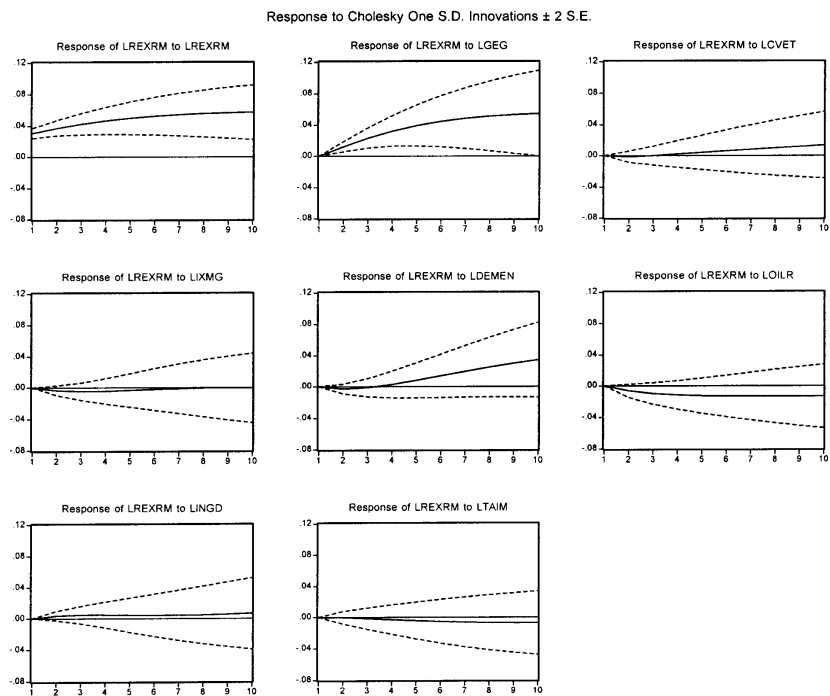 Response to Cholesky One S.D. Innovations ± 2 S.E.
Response of LREXRM to LREXRM
.12
.08
.04
.00
-.04
-.08
1 2 3 4 5 6 7 8 9 10
Response of LREXRM to LGEG
.12
.08
.04
.00
-.04
-.08
1 2 3 4 5 6 7 8 9 10
Response of LREXRM to LCVET
.12
.08
.04
.00
-.04
-.08
1 2 3 4 5 6 7 8 9 10
Response of LREXRM to LIXMG
.12
.08
.04
.00
-.04
-.08
1 2 3 4 5 6 7 8 9 10
Response of LREXRM to LDEMEN
.12
.08
.04
.00
-.04
-.08
1 2 3 4 5 6 7 8 9 10
Response of LREXRM to LOILR
.12
.08
.04
.00
-.04
-.08
1 2 3 4 5 6 7 8 9 10
Response of LREXRM to LINGD
.12
.08
.04
.00
-.04
-.08
1 2 3 4 5 6 7 8 9 10
Response of LREXRM to LTAIM
.12
.08
.04
.00
-.04
-.08
1 2 3 4 5 6 7 8 9 10